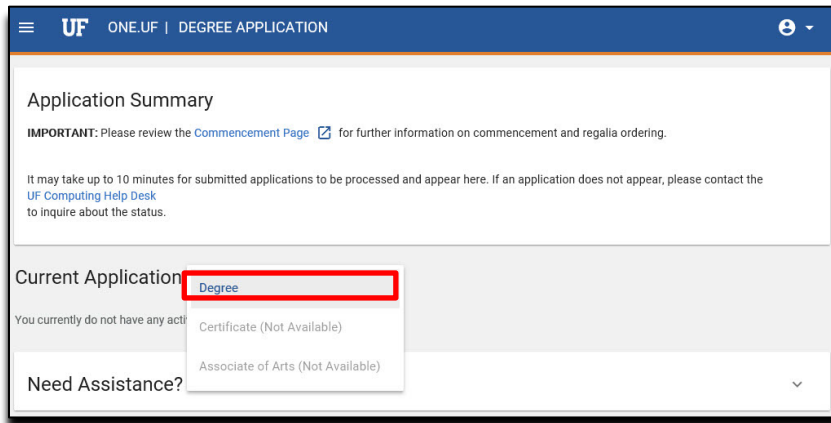 UF ONE.UF | DEGREE APPLICATION
Application Summary
IMPORTANT: Please review the Commencement Page for further information on commencement and regalia ordering.
It may take up to 10 minutes for submitted applications to be processed and appear here. If an application does not appear, please contact the
UF Computing Help Desk
to inquire about the status.
Current Application
Degree
You currently do not have any
Certificate (Not Available)
Associate of Arts (Not Available)
Need Assistance?